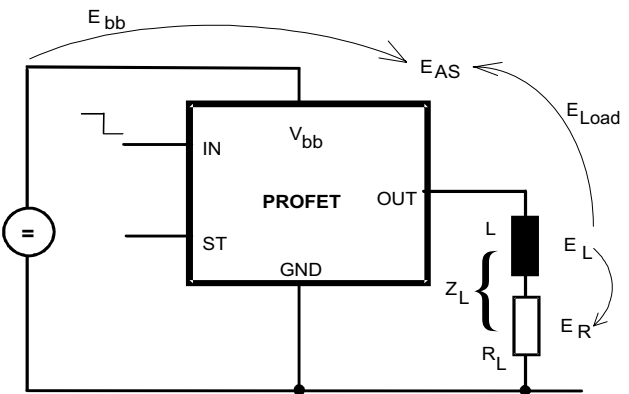 E bb
E AS
E Load
V bb
IN
PROFET
OUT
ST
GND
=
L
Z L
E L
R L
E R